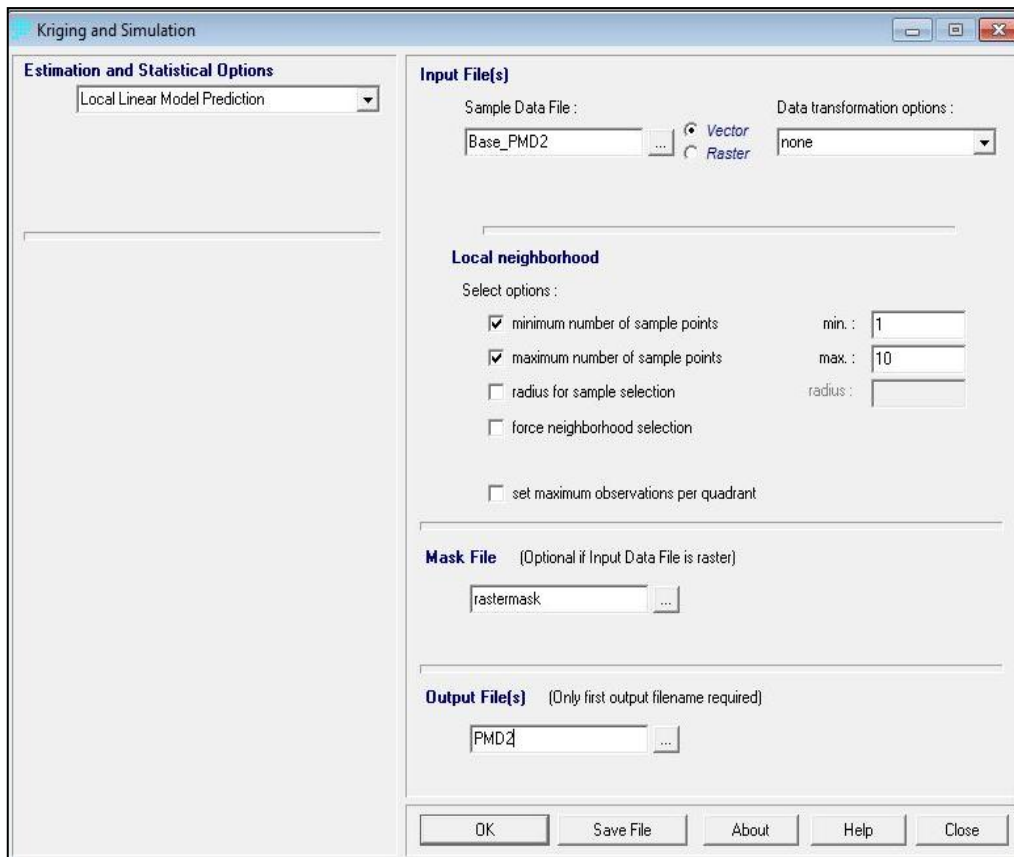 Kriging and Simulation
Estimation and Statistical Options
Local Linear Model Prediction
Input File(s)
Sample Data File :
Base_PMD2
...
Vector
Raster
Data transformation options :
none
Local neighborhood
Select options :
minimum number of sample points
min. :
1
maximum number of sample points
max. :
10
radius for sample selection
radius :
force neighborhood selection
set maximum observations per quadrant
Mask File (Optional if Input Data File is raster)
rastermask
...
Output File(s) (Only first output filename required)
PMD2
...
OK
Save File
About
Help
Close